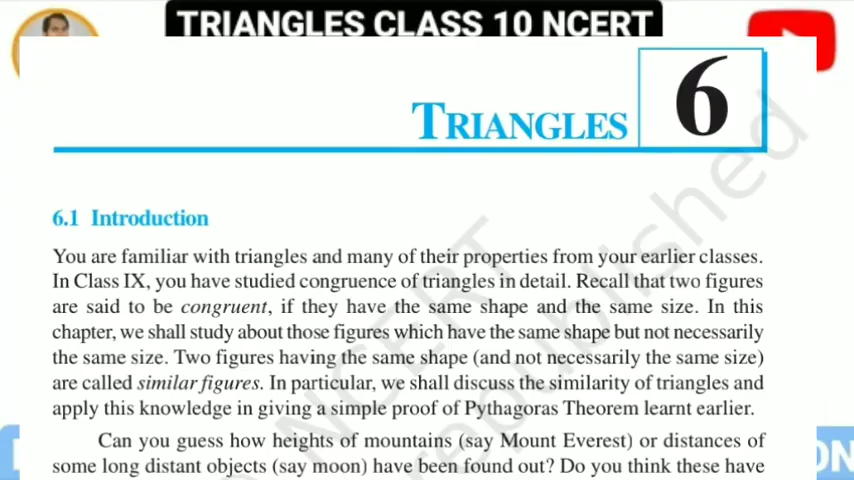 TRIANGLES CLASS 10 NCERT
TRIANGLES
6
6.1 Introduction
You are familiar with triangles and many of their properties from your earlier classes.
In Class IX, you have studied congruence of triangles in detail. Recall that two figures
are said to be congruent, if they have the same shape and the same size. In this
chapter, we shall study about those figures which have the same shape but not necessarily
the same size. Two figures having the same shape (and not necessarily the same size)
are called similar figures. In particular, we shall discuss the similarity of triangles and
apply this knowledge in giving a simple proof of Pythagoras Theorem learnt earlier.
Can you guess how heights of mountains (say Mount Everest) or distances of
some long distant objects (say moon) have been found out? Do you think these have
NCERT
republished
ON